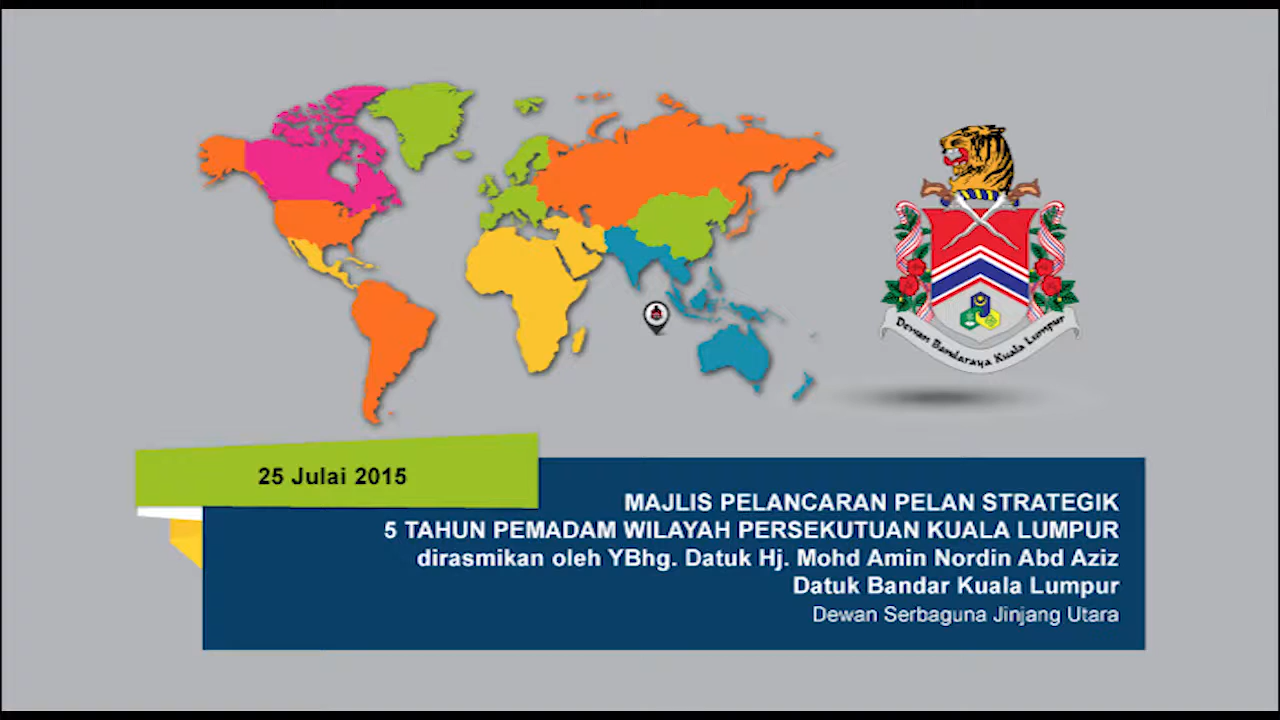 Dewan Bandaraya Kuala Lumpur
25 Julai 2015
MAJLIS PELANCARAN PELAN STRATEGIK
5 TAHUN PEMADAM WILAYAH PERSEKUTUAN KUALA LUMPUR
dirasmikan oleh YBhg. Datuk Hj. Mohd Amin Nordin Abd Aziz
Datuk Bandar Kuala Lumpur
Dewan Serbaguna Jinjang Utara